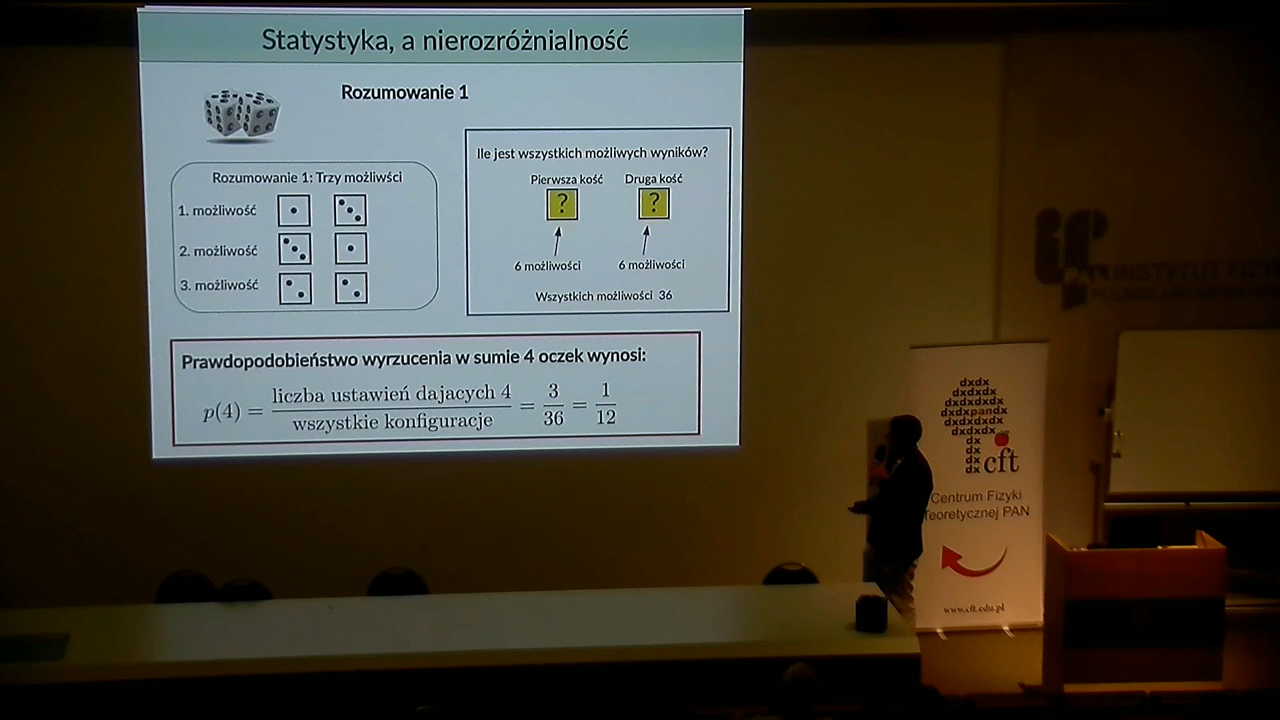 Statystyka, a nierozróżnialność
Rozumowanie 1
Rozumowanie 1: Trzy możliwści
1. możliwość
2. możliwość
3. możliwość
Ile jest wszystkich możliwych wyników?
Pierwsza kość Druga kość
? ?
6 możliwości 6 możliwości
Wszystkich możliwości 36
Prawdopodobieństwo wyrzucenia w sumie 4 oczek wynosi:
p(4) = liczba ustawień dajacych 4 / wszystkie konfiguracje = 3/36 = 1/12
INSTYTUT FIZY
dxdx
dxdxdx
dxdxdxdx
dxdxpandx
dxdxdxdx
dxdxdx
dx
dx
dx
dx
cft
Centrum Fizyki
Teoretycznej PAN
www.cft.edu.pl